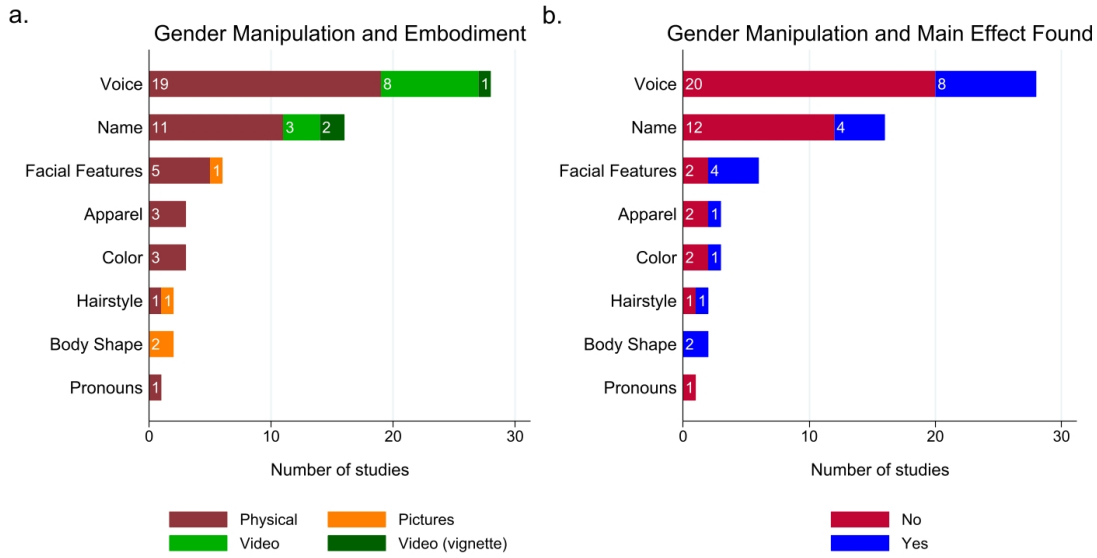 a.
Gender Manipulation and Embodiment
Voice 19 8 1
Name 11 3 2
Facial Features 5 1
Apparel 3
Color 3
Hairstyle 1 1
Body Shape 2
Pronouns 1
0 10 20 30
Number of studies
Physical Pictures
Video Video (vignette)
b.
Gender Manipulation and Main Effect Found
Voice 20 8
Name 12 4
Facial Features 2 4
Apparel 2 1
Color 2 1
Hairstyle 1 1
Body Shape 2
Pronouns 1
0 10 20 30
Number of studies
No
Yes